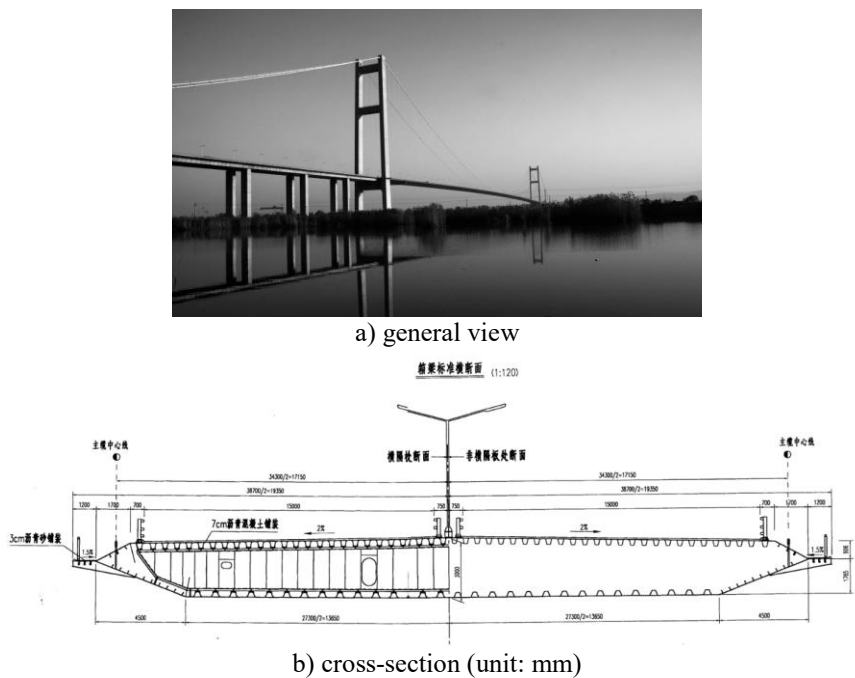 a) general view
箱梁标准横断面 (1:120)
主缆中心线
横隔板断面
非横隔板处断面
主缆中心线
34300/2=17150
34300/2=17150
38700/2=19350
38700/2=19350
1200
1700
700
15000
750
750
15000
700
1700
1200
7cm沥青混凝土铺装
2%
2%
3cm沥青砂铺装
1.5%
1.5%
3000
4500
27300/2=13650
27300/2=13650
4500
b) cross-section (unit: mm)